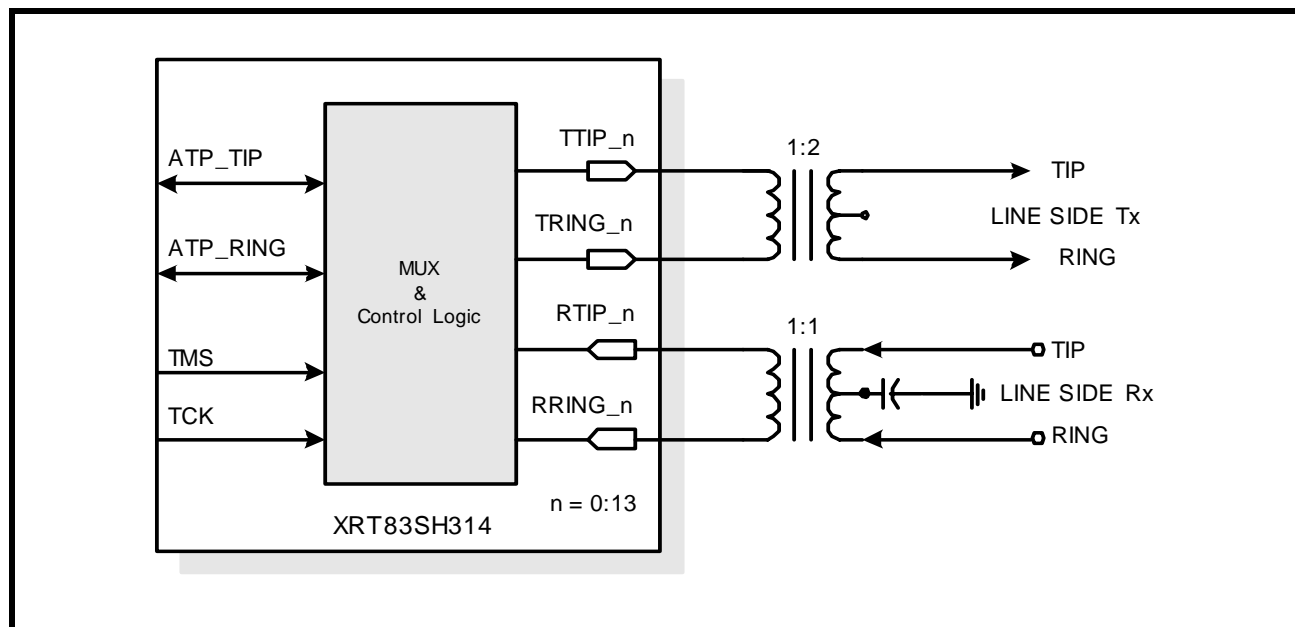 ATP_TIP
ATP_RING
TMS
TCK
MUX
&
Control Logic
TTIP_n
TRING_n
RTIP_n
RRING_n
n = 0:13
XRT83SH314
1:2
TIP
LINE SIDE Tx
RING
1:1
TIP
LINE SIDE Rx
RING